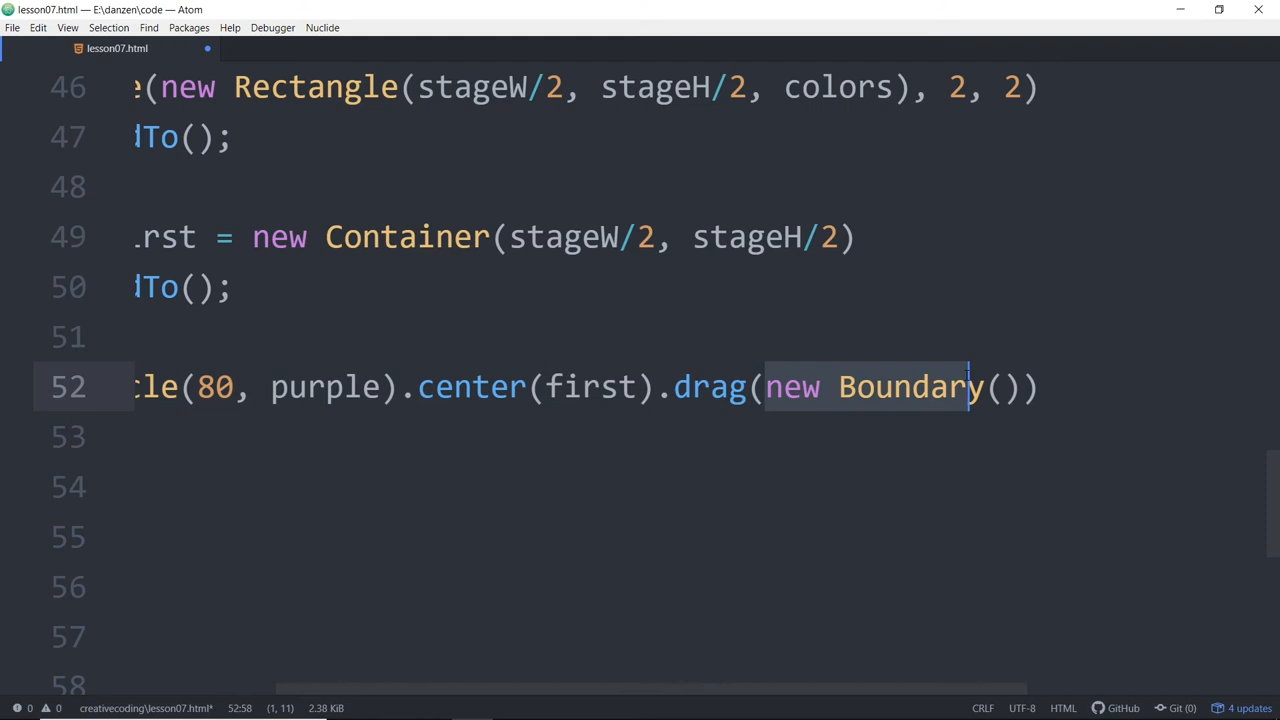 lesson07.html — E:\danzen\code — Atom
File Edit View Selection Find Packages Help Debugger Nuclide
lesson07.html
46 e(new Rectangle(stageW/2, stageH/2, colors), 2, 2)
47 dTo();
48
49 irst = new Container(stageW/2, stageH/2)
50 dTo();
51
52 cle(80, purple).center(first).drag(new Boundary())
53
54
55
56
57
58
0 0 creativecoding\lesson07.html* 52:58 (1, 11) 2.38 KiB CRLF UTF-8 HTML GitHub Git (0) 4 updates